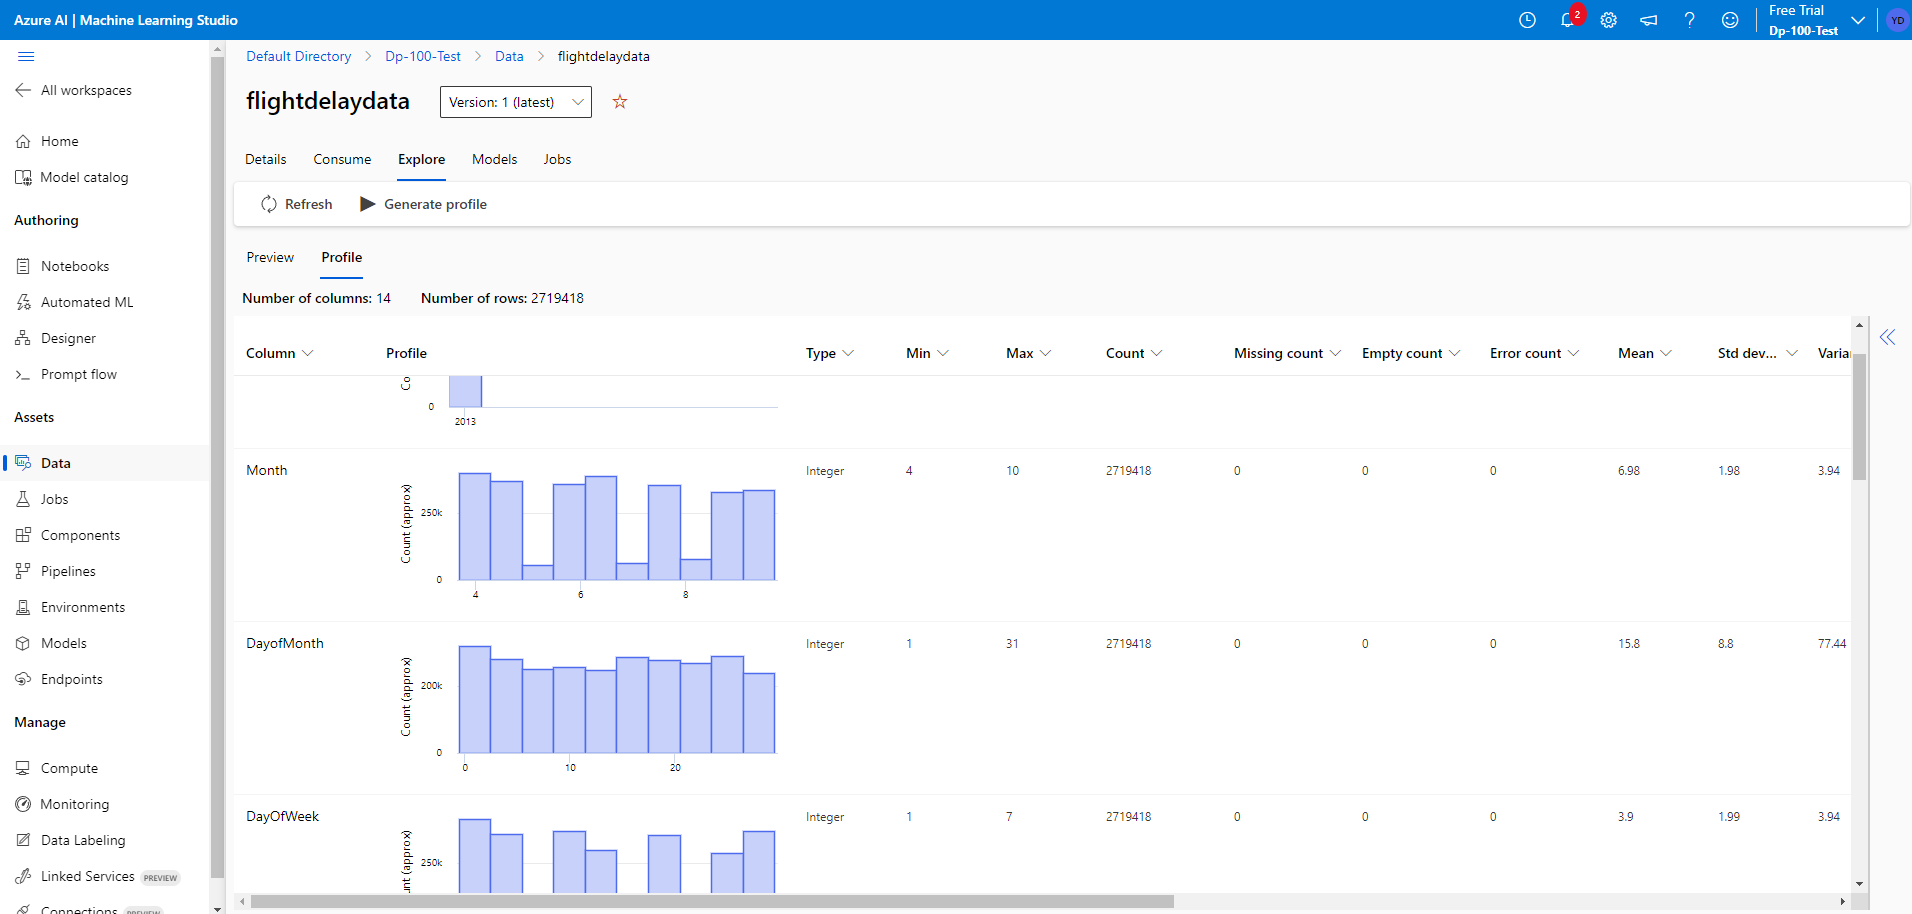 Azure AI | Machine Learning Studio
2
Free Trial
Dp-100-Test
YD
All workspaces
Home
Model catalog
Authoring
Notebooks
Automated ML
Designer
Prompt flow
Assets
Data
Jobs
Components
Pipelines
Environments
Models
Endpoints
Manage
Compute
Monitoring
Data Labeling
Linked Services PREVIEW
Connections PREVIEW
Default Directory > Dp-100-Test > Data > flightdelaydata
flightdelaydata Version: 1 (latest)
Details Consume Explore Models Jobs
Refresh Generate profile
Preview Profile
Number of columns: 14 Number of rows: 2719418
Column Profile Type Min Max Count Missing count Empty count Error count Mean Std dev... Varia
Co
0
2013
Month Integer 4 10 2719418 0 0 0 6.98 1.98 3.94
Count (approx)
250k
0
4 6 8
DayofMonth Integer 1 31 2719418 0 0 0 15.8 8.8 77.44
Count (approx)
200k
0
0 10 20
DayOfWeek Integer 1 7 2719418 0 0 0 3.9 1.99 3.94
unt (approx)
250k